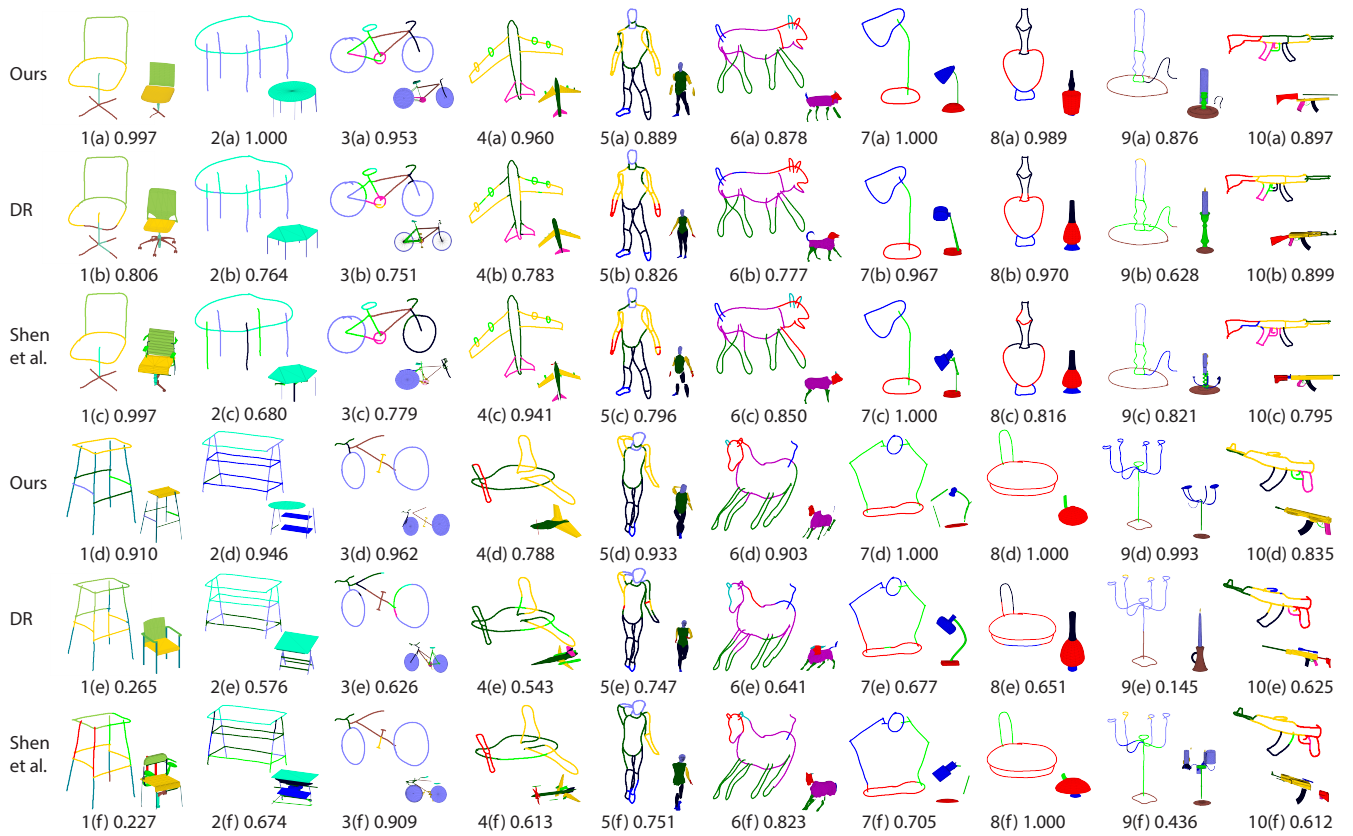 Ours
1(a) 0.997 2(a) 1.000 3(a) 0.953 4(a) 0.960 5(a) 0.889 6(a) 0.878 7(a) 1.000 8(a) 0.989 9(a) 0.876 10(a) 0.897
DR
1(b) 0.806 2(b) 0.764 3(b) 0.751 4(b) 0.783 5(b) 0.826 6(b) 0.777 7(b) 0.967 8(b) 0.970 9(b) 0.628 10(b) 0.899
Shen
et al.
1(c) 0.997 2(c) 0.680 3(c) 0.779 4(c) 0.941 5(c) 0.796 6(c) 0.850 7(c) 1.000 8(c) 0.816 9(c) 0.821 10(c) 0.795
Ours
1(d) 0.910 2(d) 0.946 3(d) 0.962 4(d) 0.788 5(d) 0.933 6(d) 0.903 7(d) 1.000 8(d) 1.000 9(d) 0.993 10(d) 0.835
DR
1(e) 0.265 2(e) 0.576 3(e) 0.626 4(e) 0.543 5(e) 0.747 6(e) 0.641 7(e) 0.677 8(e) 0.651 9(e) 0.145 10(e) 0.625
Shen
et al.
1(f) 0.227 2(f) 0.674 3(f) 0.909 4(f) 0.613 5(f) 0.751 6(f) 0.823 7(f) 0.705 8(f) 1.000 9(f) 0.436 10(f) 0.612